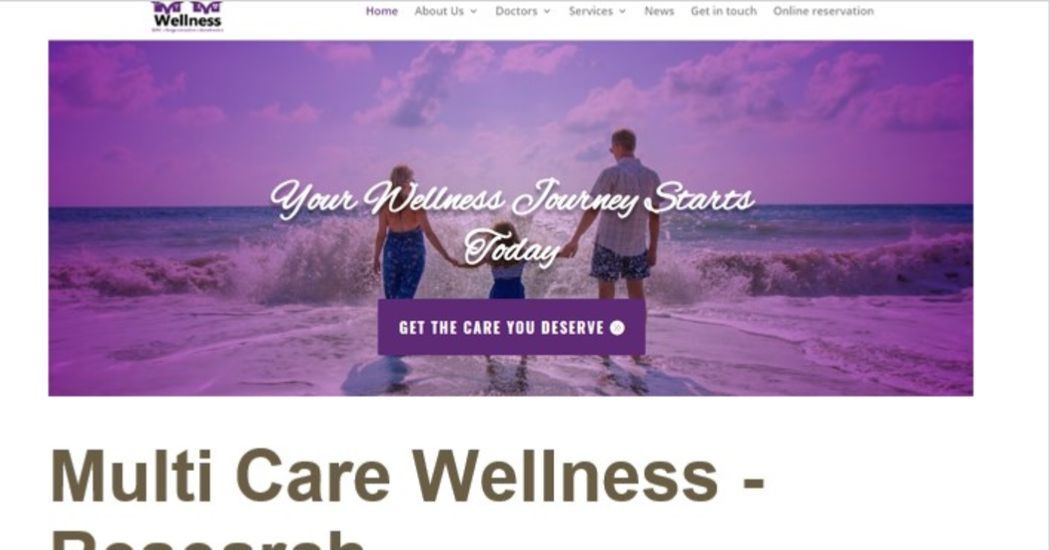 Wellness
Home About Us Doctors Services News Get in touch Online reservation
Your Wellness Journey Starts
Today
GET THE CARE YOU DESERVE
Multi Care Wellness -
Research